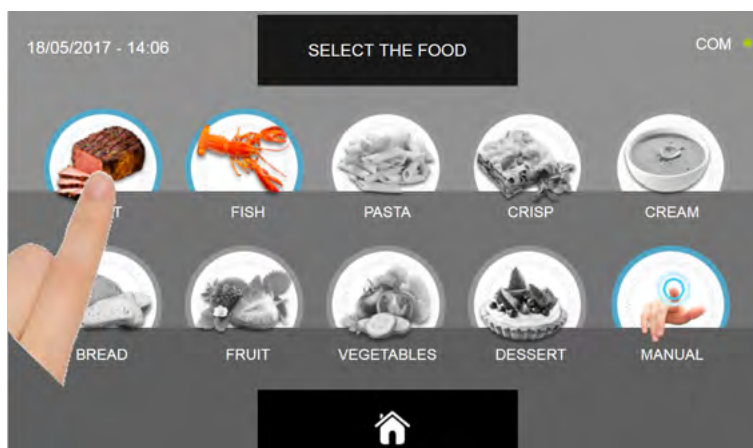 18/05/2017 - 14:06
SELECT THE FOOD
COM
FISH
PASTA
CRISP
CREAM
BREAD
FRUIT
VEGETABLES
DESSERT
MANUAL